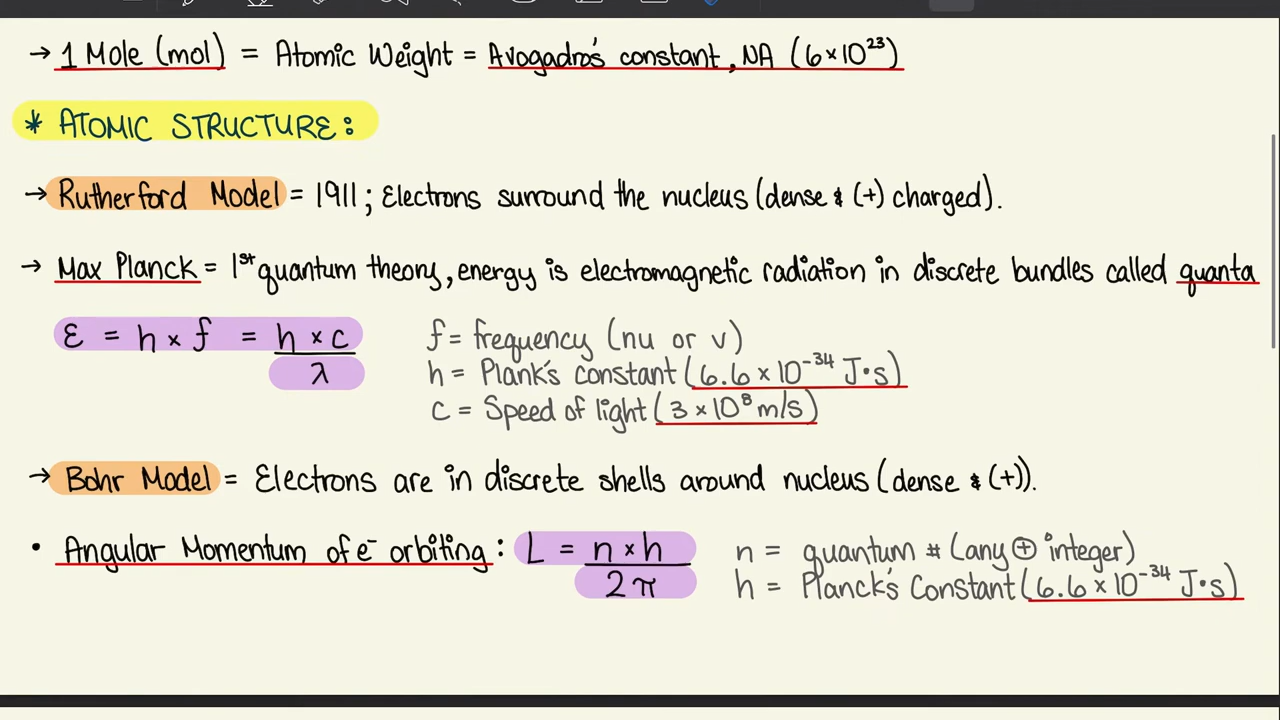 → 1 Mole (mol) = Atomic Weight = Avogadro's constant, NA (6×10²³)
* ATOMIC STRUCTURE:
→ Rutherford Model = 1911; Electrons surround the nucleus (dense & (+) charged).
→ Max Planck = 1ˢᵗ quantum theory, energy is electromagnetic radiation in discrete bundles called quanta
E = h × f = h × c / λ
f = frequency (nu or v)
h = Plank's constant (6.6 × 10⁻³⁴ J·s)
c = Speed of light (3 × 10⁸ m/s)
→ Bohr Model = Electrons are in discrete shells around nucleus (dense & (+)).
• Angular Momentum of e⁻ orbiting: L = n × h / 2π
n = quantum # (any ⊕ integer)
h = Planck's Constant (6.6 × 10⁻³⁴ J·s)